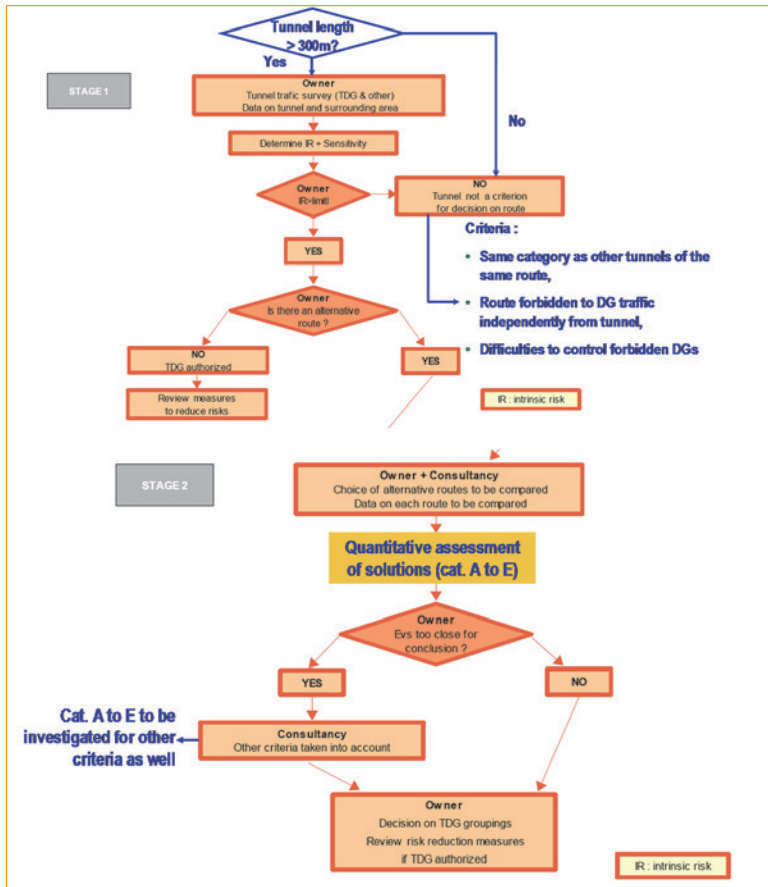 Tunnel length
> 300m?
Yes
STAGE 1
Owner
Tunnel trafic survey (TDG & other)
Data on tunnel and surrounding area
No
Determine IR + Sensitivity
Owner
IR>limitl
NO
Tunnel not a criterion
for decision on route
Criteria :
• Same category as other tunnels of the
same route,
• Route forbidden to DG traffic
independently from tunnel,
• Difficulties to control forbidden DGs
YES
Owner
Is there an alternative
route ?
NO
TDG authorized
YES
Review measures
to reduce risks
IR : intrinsic risk
STAGE 2
Owner + Consultancy
Choice of alternative routes to be compared
Data on each route to be compared
Quantitative assessment
of solutions (cat. A to E)
Owner
Evs too close for
conclusion ?
YES
NO
Cat. A to E to be
investigated for other
criteria as well
Consultancy
Other criteria taken into account
Owner
Decision on TDG groupings
Review risk reduction measures
if TDG authorized
IR : intrinsic risk